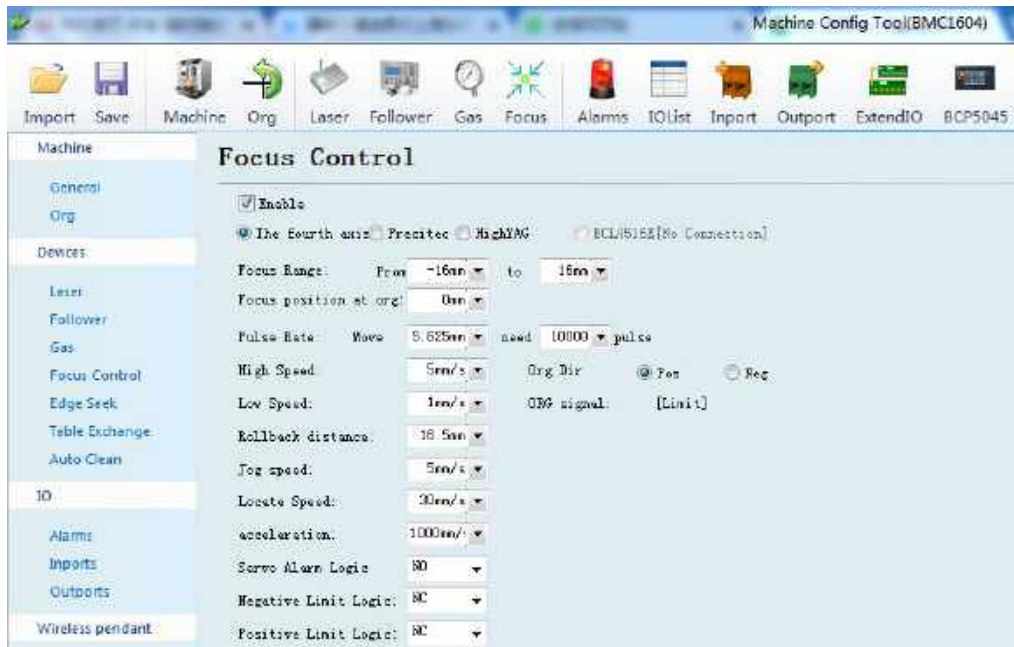 Machine Config Tool(BMC1604)
Import Save Machine Org Laser Follower Gas Focus Alarms IOList Inport Outport ExtendIO BCP5045
Machine
General
Org
Devices
Laser
Follower
Gas
Focus Control
Edge Seek
Table Exchange
Auto Clean
IO
Alarms
Inports
Outports
Wireless pendant
Focus Control
Enable
The fourth axis Precitec HighYAG [No Connection]
Focus Range: From -16mm to 16mm
Focus position at org: 0mm
Pulse Rate Move 5.625mm need 10000 pulse
High Speed 5mm/s Org Dir Pos Neg
Low Speed: 1mm/s ORG signal: [Limit]
Rollback distance: 16.5mm
Jog speed: 5mm/s
Locate Speed: 30mm/s
acceleration: 1000mm/
Servo Alarm Logic NO
Negative Limit Logic: NC
Positive Limit Logic: NC